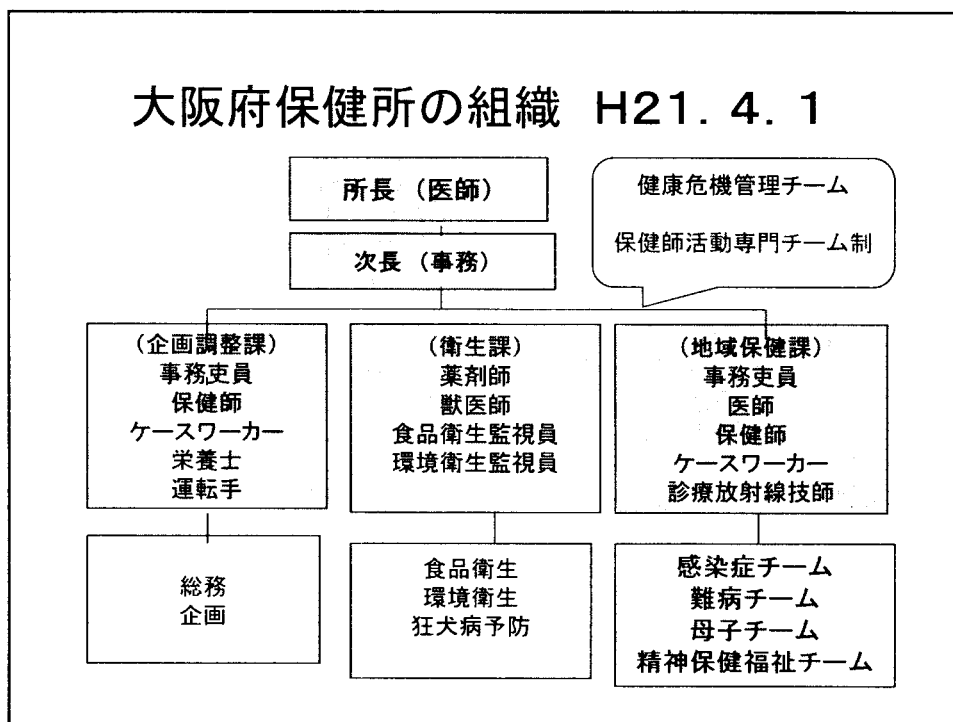 大阪府保健所の組織 H21.4.1
所長(医師)
次長(事務)
健康危機管理チーム
保健師活動専門チーム制
(企画調整課)
事務吏員
保健師
ケースワーカー
栄養士
運転手
(衛生課)
薬剤師
獣医師
食品衛生監視員
環境衛生監視員
(地域保健課)
事務吏員
医師
保健師
ケースワーカー
診療放射線技師
総務
企画
食品衛生
環境衛生
狂犬病予防
感染症チーム
難病チーム
母子チーム
精神保健福祉チーム